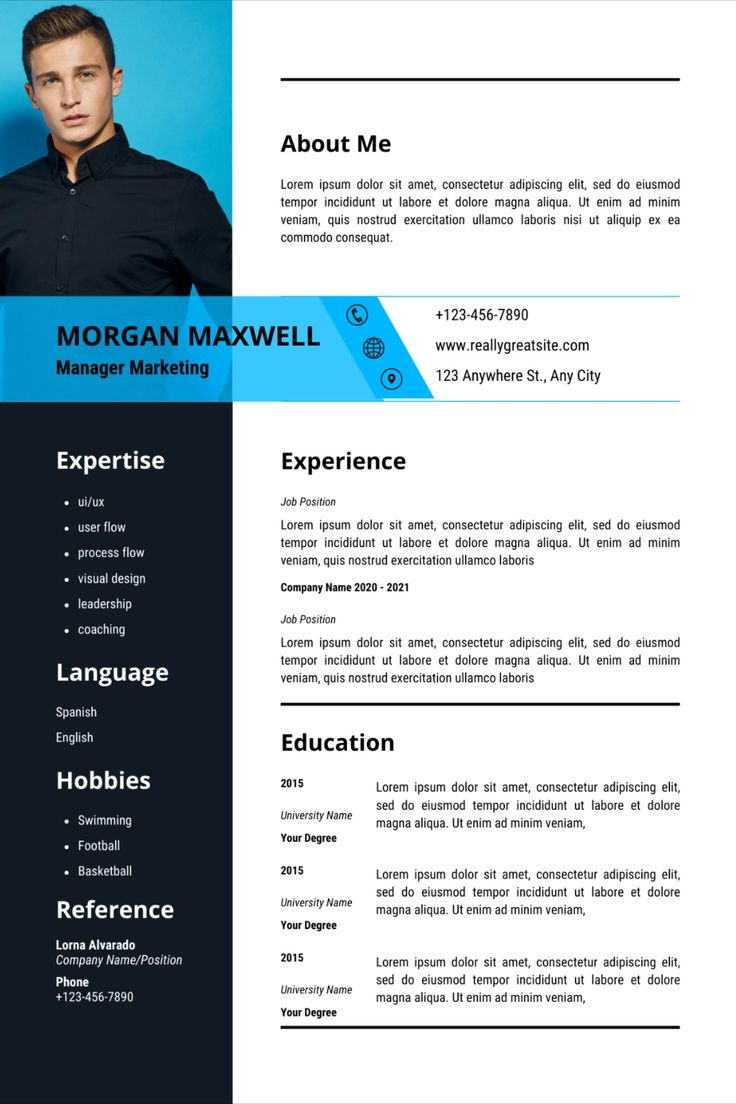 About Me
Lorem ipsum dolor sit amet, consectetur adipiscing elit, sed do eiusmod
tempor incididunt ut labore et dolore magna aliqua. Ut enim ad minim
veniam, quis nostrud exercitation ullamco laboris nisi ut aliquip ex ea
commodo consequat.
MORGAN MAXWELL
Manager Marketing
+123-456-7890
www.reallygreatsite.com
123 Anywhere St., Any City
Expertise
• ui/ux
• user flow
• process flow
• visual design
• leadership
• coaching
Language
Spanish
English
Hobbies
• Swimming
• Football
• Basketball
Reference
Lorna Alvarado
Company Name/Position
Phone
+123-456-7890
Experience
Job Position
Lorem ipsum dolor sit amet, consectetur adipiscing elit, sed do eiusmod
tempor incididunt ut labore et dolore magna aliqua. Ut enim ad minim
veniam, quis nostrud exercitation ullamco laboris
Company Name 2020 - 2021
Job Position
Lorem ipsum dolor sit amet, consectetur adipiscing elit, sed do eiusmod
tempor incididunt ut labore et dolore magna aliqua. Ut enim ad minim
veniam, quis nostrud exercitation ullamco laboris
Education
2015
University Name
Your Degree
Lorem ipsum dolor sit amet, consectetur adipiscing elit,
sed do eiusmod tempor incididunt ut labore et dolore
magna aliqua. Ut enim ad minim veniam,
2015
University Name
Your Degree
Lorem ipsum dolor sit amet, consectetur adipiscing elit,
sed do eiusmod tempor incididunt ut labore et dolore
magna aliqua. Ut enim ad minim veniam,
2015
University Name
Your Degree
Lorem ipsum dolor sit amet, consectetur adipiscing elit,
sed do eiusmod tempor incididunt ut labore et dolore
magna aliqua. Ut enim ad minim veniam,